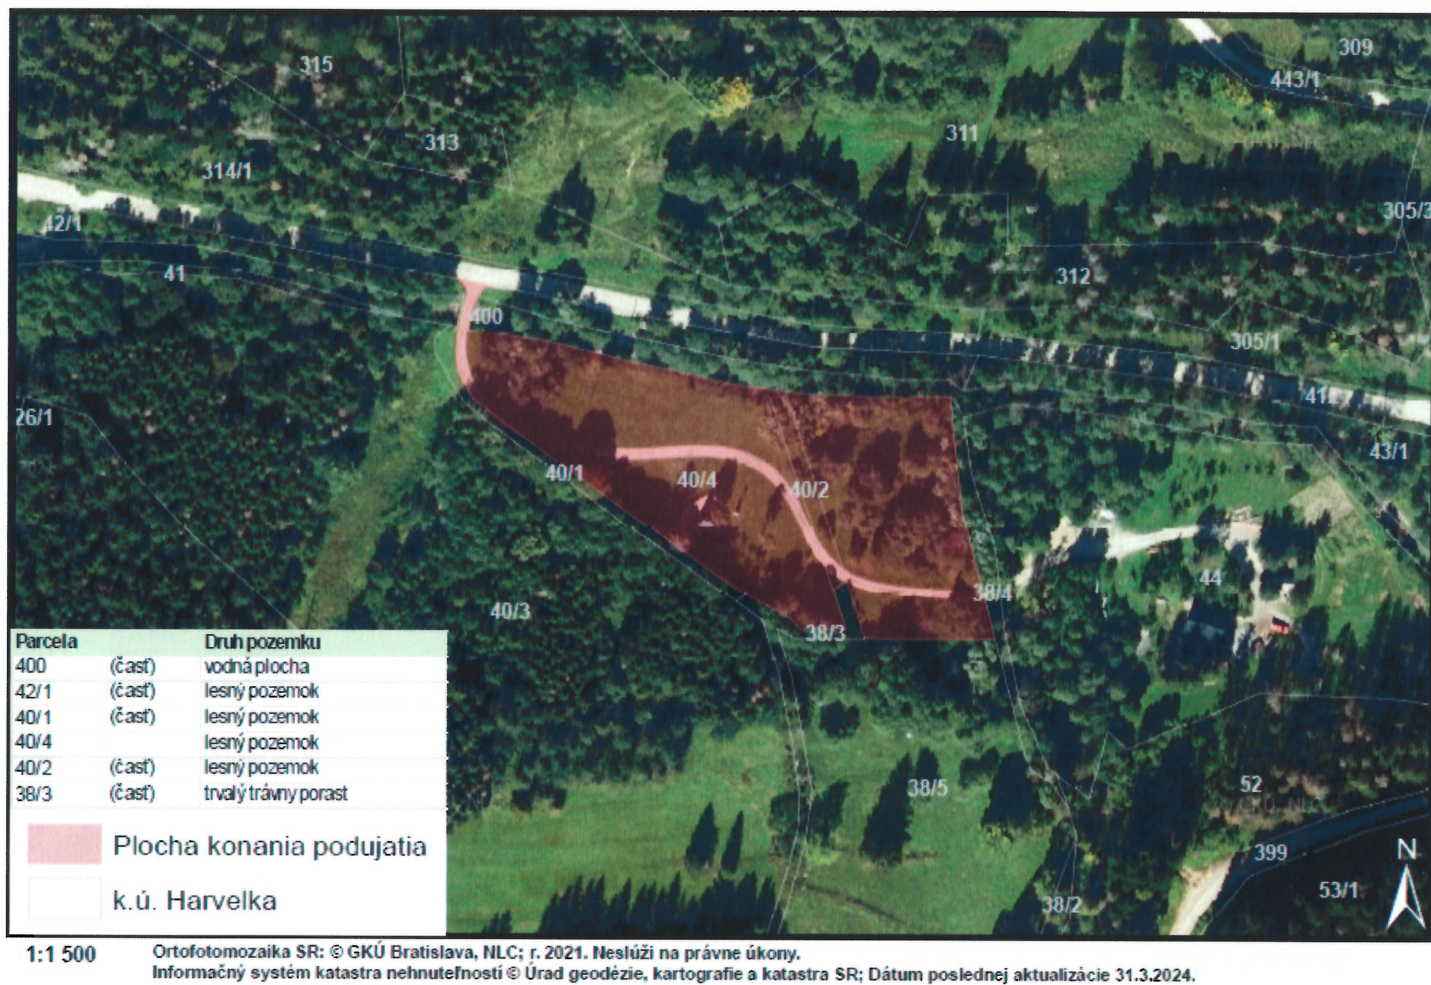 309
315
443/1
311
313
314/1
305/3
42/1
41
312
400
305/1
412
26/1
43/1
40/1
40/4
40/2
44
38/4
40/3
38/3
Parcela Druh pozemku
400 (časť) vodná plocha
42/1 (časť) lesný pozemok
40/1 (časť) lesný pozemok
40/4 lesný pozemok
40/2 (časť) lesný pozemok
38/3 (časť) trvalý trávny porast
Plocha konania podujatia
k.ú. Harvelka
38/5
52
399
N
53/1
38/2
1:1 500
Ortofotomozaika SR: © GKÚ Bratislava, NLC; r. 2021. Neslúži na právne úkony.
Informačný systém katastra nehnuteľností © Úrad geodézie, kartografie a katastra SR; Dátum poslednej aktualizácie 31.3.2024.